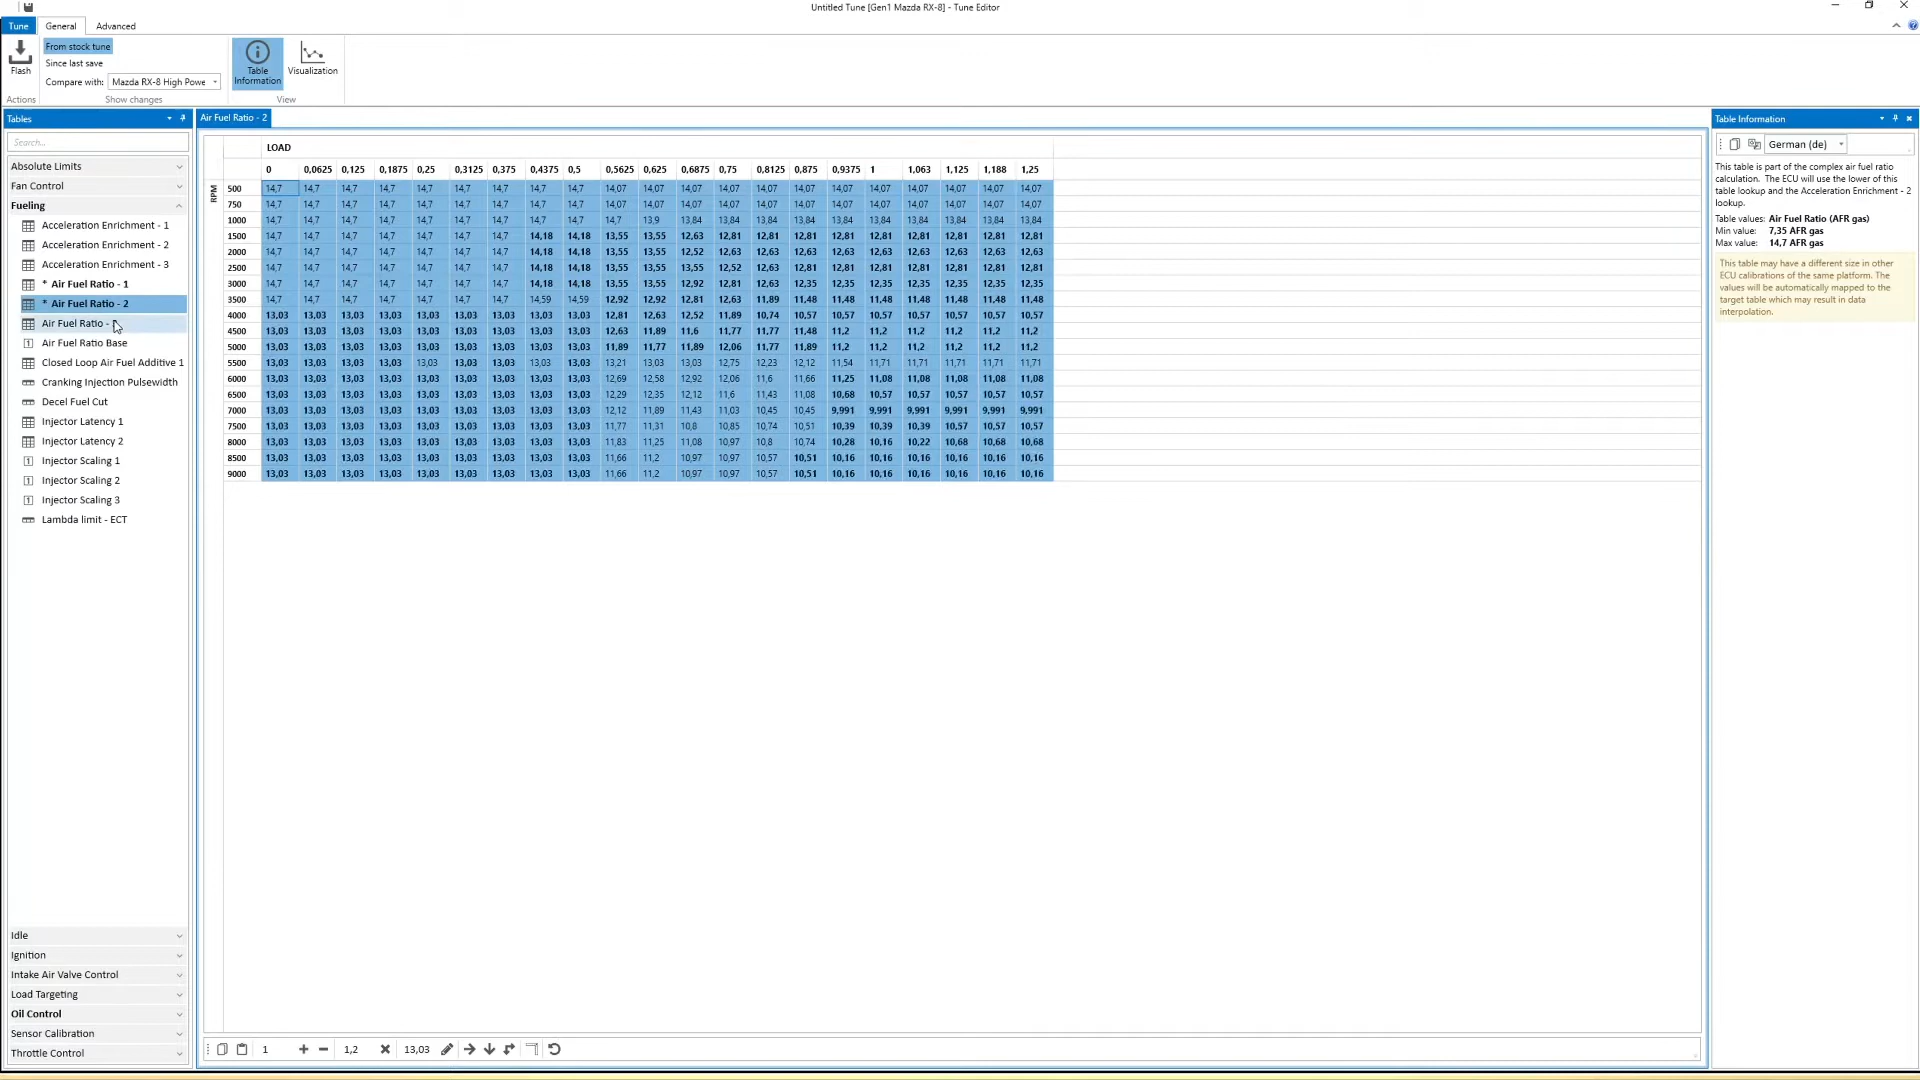 Untitled Tune [Gen1 Mazda RX-8] - Tune Editor
Tune General Advanced
Flash
From stock tune
Since last save
Compare with: Mazda RX-8 High Powe
Table Information
Visualization
Actions Show changes View
Tables
Search...
Absolute Limits
Fan Control
Fueling
Acceleration Enrichment - 1
Acceleration Enrichment - 2
Acceleration Enrichment - 3
* Air Fuel Ratio - 1
* Air Fuel Ratio - 2
Air Fuel Ratio -
Air Fuel Ratio Base
Closed Loop Air Fuel Additive 1
Cranking Injection Pulsewidth
Decel Fuel Cut
Injector Latency 1
Injector Latency 2
Injector Scaling 1
Injector Scaling 2
Injector Scaling 3
Lambda limit - ECT
Idle
Ignition
Intake Air Valve Control
Load Targeting
Oil Control
Sensor Calibration
Throttle Control
Air Fuel Ratio - 2
LOAD
RPM
0 0,0625 0,125 0,1875 0,25 0,3125 0,375 0,4375 0,5 0,5625 0,625 0,6875 0,75 0,8125 0,875 0,9375 1 1,063 1,125 1,188 1,25
500 14,7 14,7 14,7 14,7 14,7 14,7 14,7 14,7 14,7 14,07 14,07 14,07 14,07 14,07 14,07 14,07 14,07 14,07 14,07 14,07 14,07
750 14,7 14,7 14,7 14,7 14,7 14,7 14,7 14,7 14,7 14,07 14,07 14,07 14,07 14,07 14,07 14,07 14,07 14,07 14,07 14,07 14,07
1000 14,7 14,7 14,7 14,7 14,7 14,7 14,7 14,7 14,7 14,7 13,9 13,84 13,84 13,84 13,84 13,84 13,84 13,84 13,84 13,84 13,84
1500 14,7 14,7 14,7 14,7 14,7 14,7 14,7 14,18 14,18 13,55 13,55 12,63 12,81 12,81 12,81 12,81 12,81 12,81 12,81 12,81 12,81
2000 14,7 14,7 14,7 14,7 14,7 14,7 14,7 14,18 14,18 13,55 13,55 12,52 12,63 12,63 12,63 12,63 12,63 12,63 12,63 12,63 12,63
2500 14,7 14,7 14,7 14,7 14,7 14,7 14,7 14,18 14,18 13,55 13,55 13,55 12,52 12,63 12,81 12,81 12,81 12,81 12,81 12,81 12,81
3000 14,7 14,7 14,7 14,7 14,7 14,7 14,7 14,18 14,18 13,55 13,55 12,92 12,81 12,63 12,35 12,35 12,35 12,35 12,35 12,35 12,35
3500 14,7 14,7 14,7 14,7 14,7 14,7 14,7 14,59 14,59 12,92 12,92 12,81 12,63 11,89 11,48 11,48 11,48 11,48 11,48 11,48 11,48
4000 13,03 13,03 13,03 13,03 13,03 13,03 13,03 13,03 13,03 12,81 12,63 12,52 11,89 10,74 10,57 10,57 10,57 10,57 10,57 10,57 10,57
4500 13,03 13,03 13,03 13,03 13,03 13,03 13,03 13,03 13,03 12,63 11,89 11,6 11,77 11,77 11,48 11,2 11,2 11,2 11,2 11,2 11,2
5000 13,03 13,03 13,03 13,03 13,03 13,03 13,03 13,03 13,03 11,89 11,77 11,89 12,06 11,77 11,89 11,2 11,2 11,2 11,2 11,2 11,2
5500 13,03 13,03 13,03 13,03 13,03 13,03 13,03 13,03 13,03 13,21 13,03 13,03 12,75 12,23 12,12 11,54 11,71 11,71 11,71 11,71 11,71
6000 13,03 13,03 13,03 13,03 13,03 13,03 13,03 13,03 13,03 12,69 12,58 12,92 12,06 11,6 11,66 11,25 11,08 11,08 11,08 11,08 11,08
6500 13,03 13,03 13,03 13,03 13,03 13,03 13,03 13,03 13,03 12,29 12,35 12,12 11,6 11,43 11,08 10,68 10,57 10,57 10,57 10,57 10,57
7000 13,03 13,03 13,03 13,03 13,03 13,03 13,03 13,03 13,03 12,12 11,89 11,43 11,03 10,45 10,45 9,991 9,991 9,991 9,991 9,991 9,991
7500 13,03 13,03 13,03 13,03 13,03 13,03 13,03 13,03 13,03 11,77 11,31 10,8 10,85 10,74 10,51 10,39 10,39 10,39 10,57 10,57 10,57
8000 13,03 13,03 13,03 13,03 13,03 13,03 13,03 13,03 13,03 11,83 11,25 11,08 10,97 10,8 10,74 10,28 10,16 10,22 10,68 10,68 10,68
8500 13,03 13,03 13,03 13,03 13,03 13,03 13,03 13,03 13,03 11,66 11,2 10,97 10,97 10,57 10,51 10,16 10,16 10,16 10,16 10,16 10,16
9000 13,03 13,03 13,03 13,03 13,03 13,03 13,03 13,03 13,03 11,66 11,2 10,97 10,97 10,57 10,51 10,16 10,16 10,16 10,16 10,16 10,16
1 1,2 13,03
Table Information
German (de)
This table is part of the complex air fuel ratio
calculation. The ECU will use the lower of this
table lookup and the Acceleration Enrichment - 2
lookup.
Table values: Air Fuel Ratio (AFR gas)
Min value: 7,35 AFR gas
Max value: 14,7 AFR gas
This table may have a different size in other
ECU calibrations of the same platform. The
values will be automatically mapped to the
target table which may result in data
interpolation.